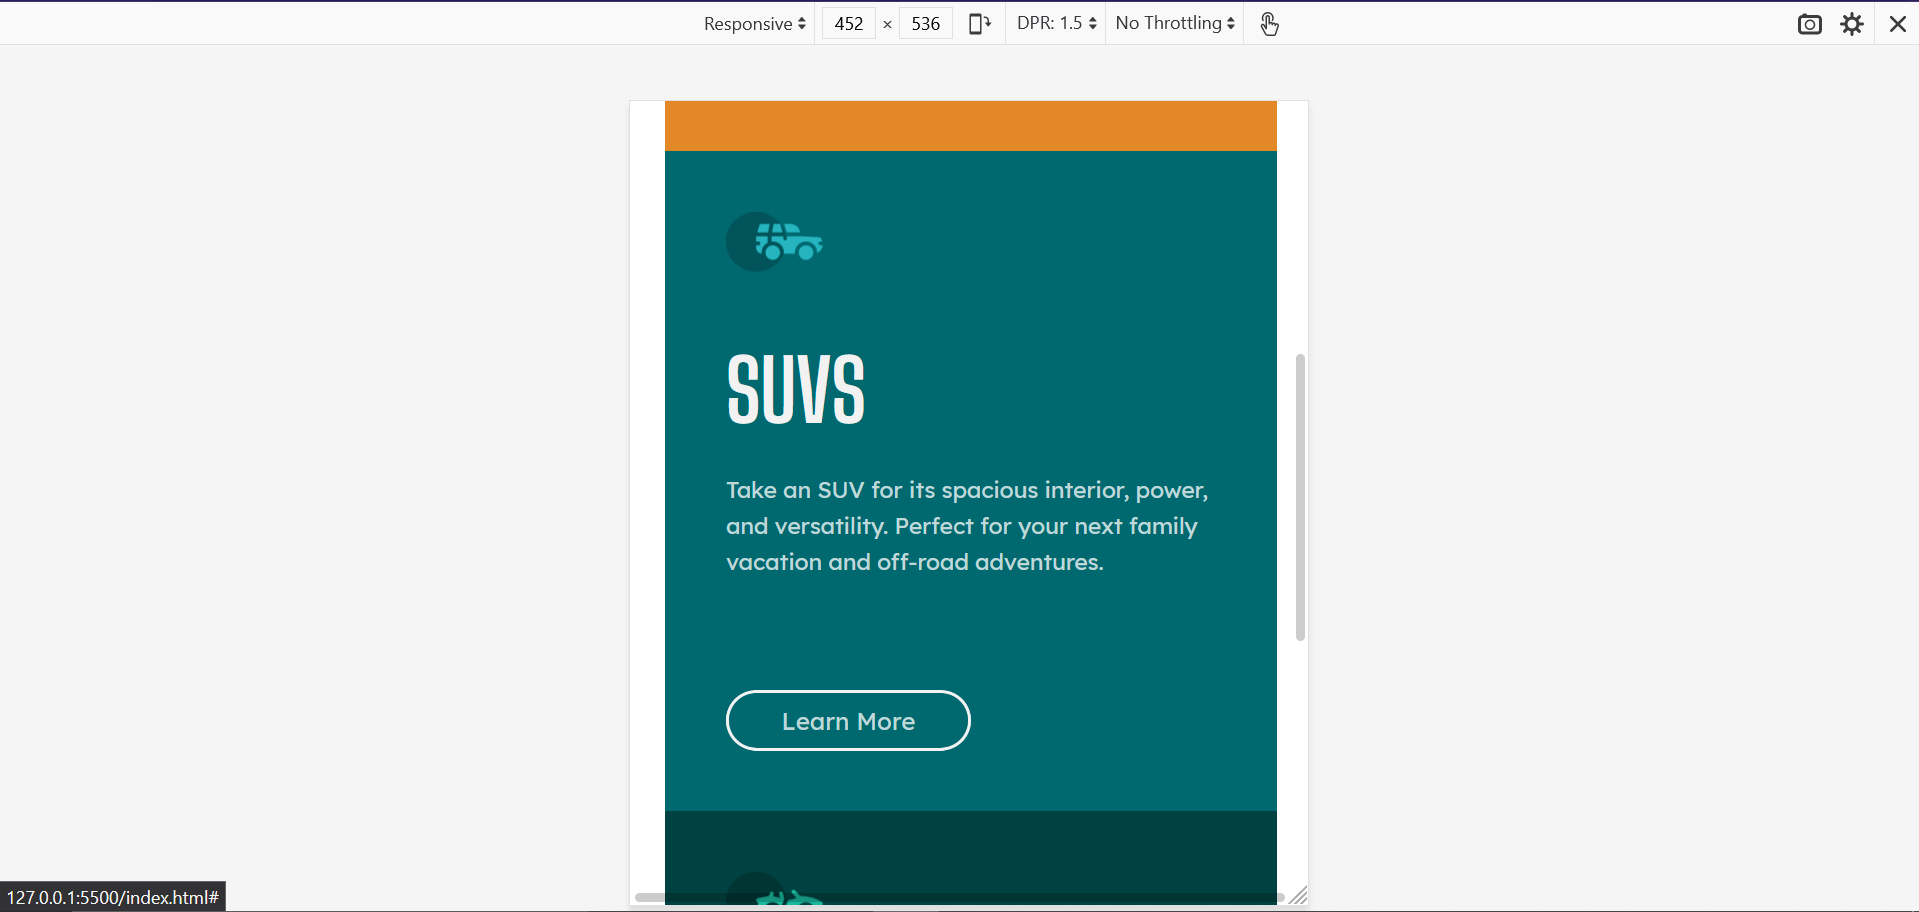 Responsive 452 × 536 DPR: 1.5 No Throttling
SUVS
Take an SUV for its spacious interior, power,
and versatility. Perfect for your next family
vacation and off-road adventures.
Learn More
127.0.0.1:5500/index.html#